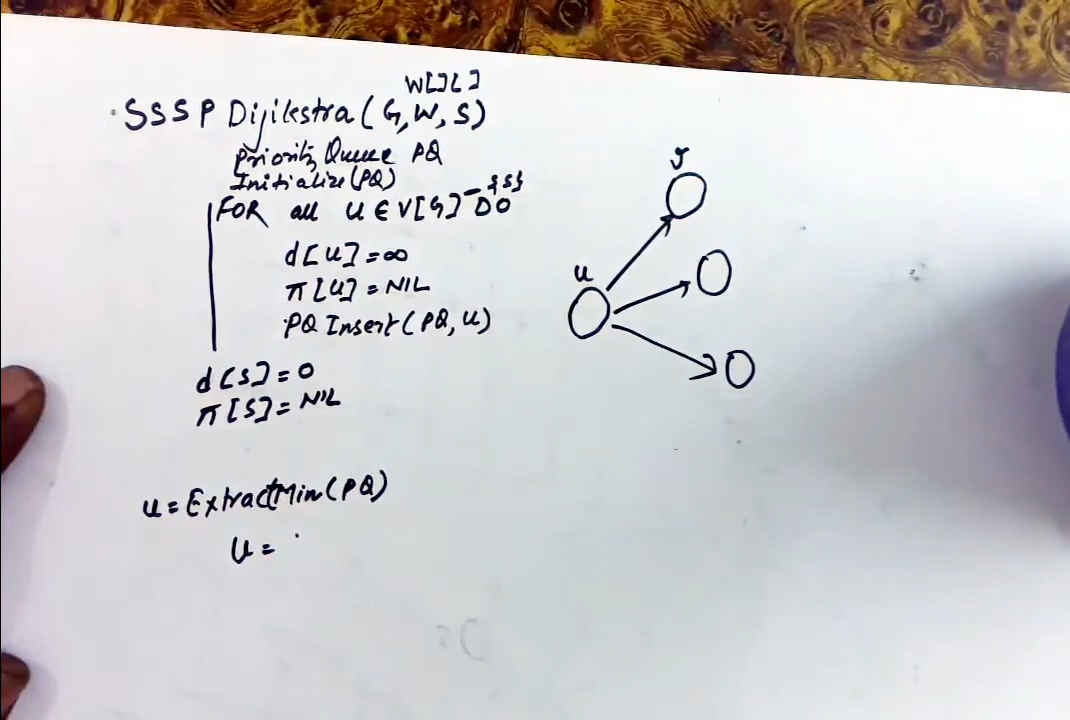 W[][]
SSSP Dijikstra(G,W,S)
Priority Queue PQ
Initialize(PQ)
FOR all u ∈ V[G] - {S} DO
d[u] = ∞
π[u] = NIL
PQ Insert(PQ, u)
d[S] = 0
π[S] = NIL
u = ExtractMin(PQ)
u =
u